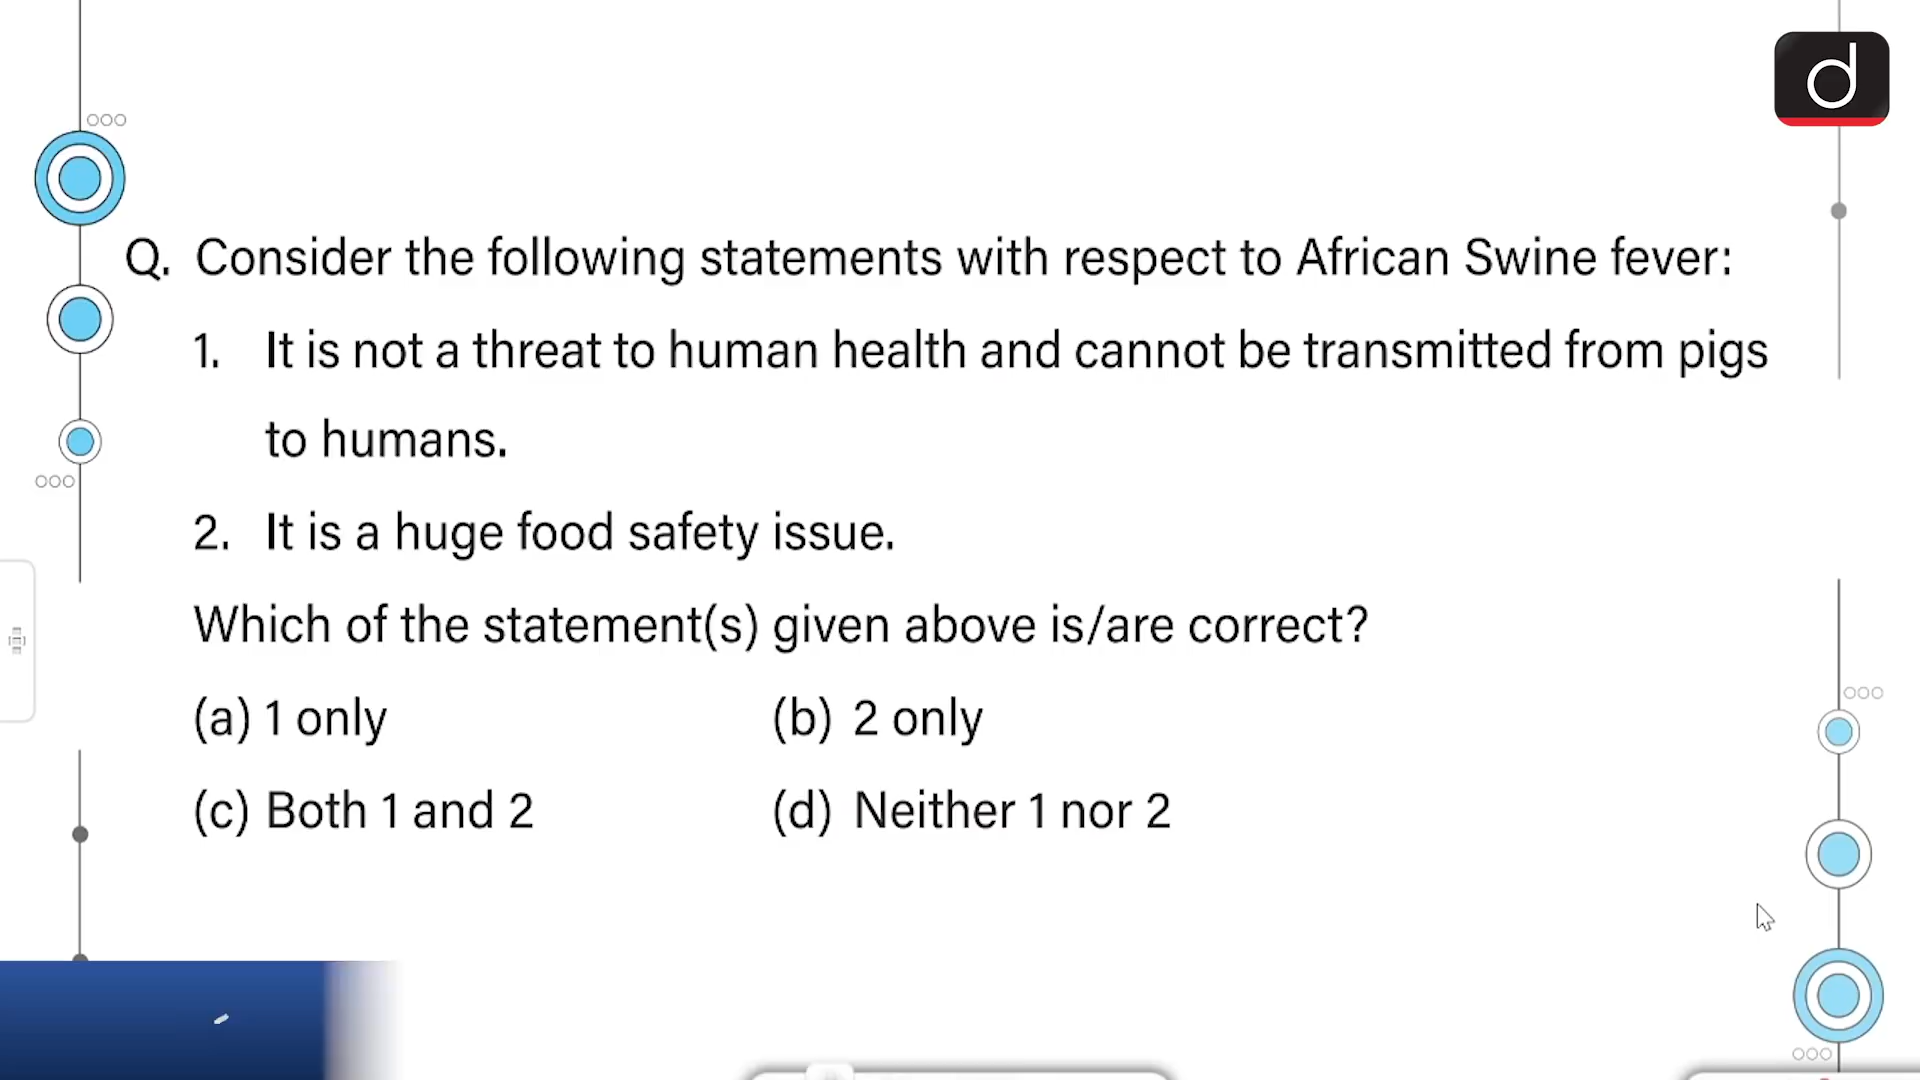 d
Q. Consider the following statements with respect to African Swine fever:
1. It is not a threat to human health and cannot be transmitted from pigs
to humans.
2. It is a huge food safety issue.
Which of the statement(s) given above is/are correct?
(a) 1 only (b) 2 only
(c) Both 1 and 2 (d) Neither 1 nor 2